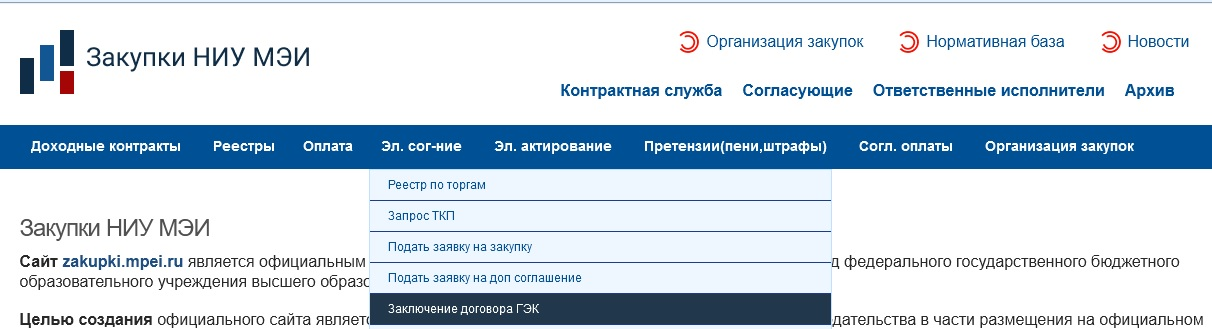 Закупки НИУ МЭИ
Организация закупок Нормативная база Новости
Контрактная служба Согласующие Ответственные исполнители Архив
Доходные контракты Реестры Оплата Эл. сог-ние Эл. актирование Претензии(пени,штрафы) Согл. оплаты Организация закупок
Реестр по торгам
Запрос ТКП
Подать заявку на закупку
Подать заявку на доп соглашение
Заключение договора ГЭК
Закупки НИУ МЭИ
Сайт zakupki.mpei.ru является официальным д федерального государственного бюджетного
образовательного учреждения высшего образо
Целью создания официального сайта являетс дательства в части размещения на официальном